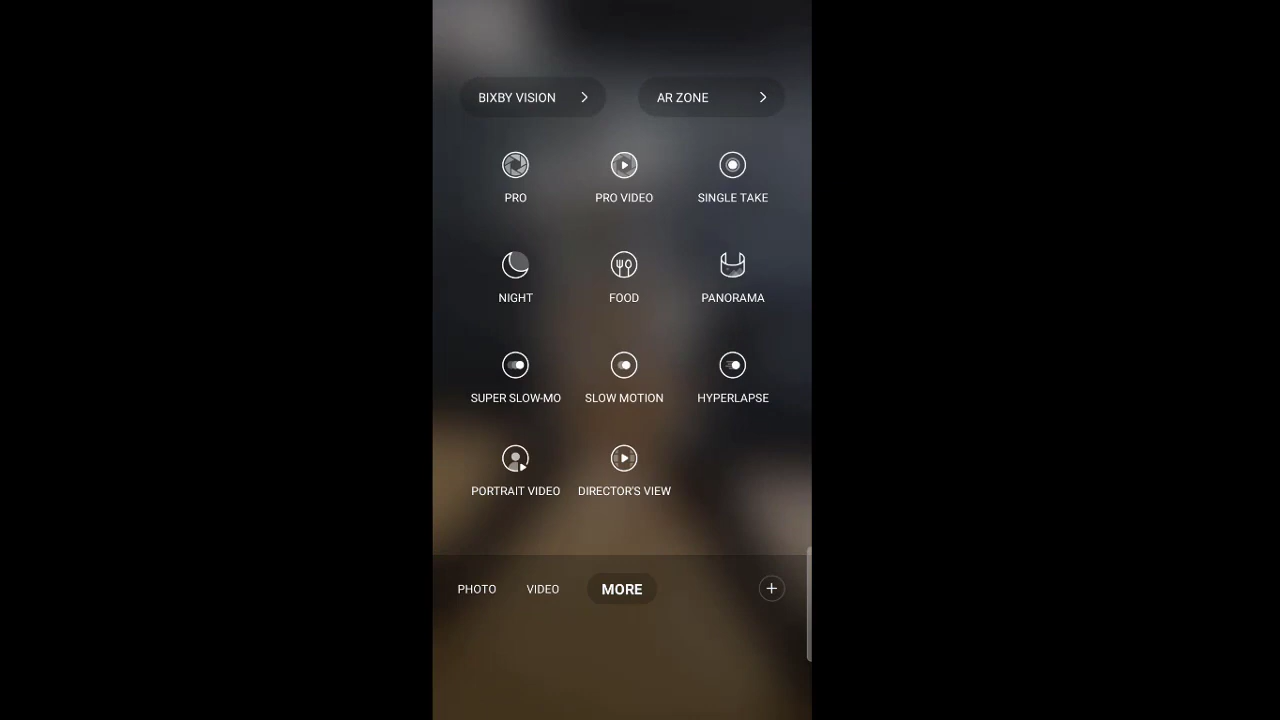 BIXBY VISION
AR ZONE
PRO
PRO VIDEO
SINGLE TAKE
NIGHT
FOOD
PANORAMA
SUPER SLOW-MO
SLOW MOTION
HYPERLAPSE
PORTRAIT VIDEO
DIRECTOR'S VIEW
PHOTO
VIDEO
MORE